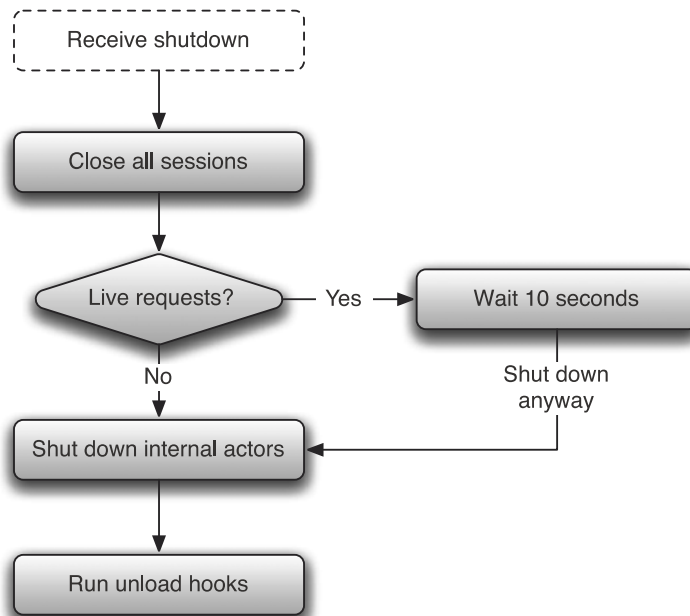 Receive shutdown
Close all sessions
Live requests?
Yes
Wait 10 seconds
No
Shut down
anyway
Shut down internal actors
Run unload hooks